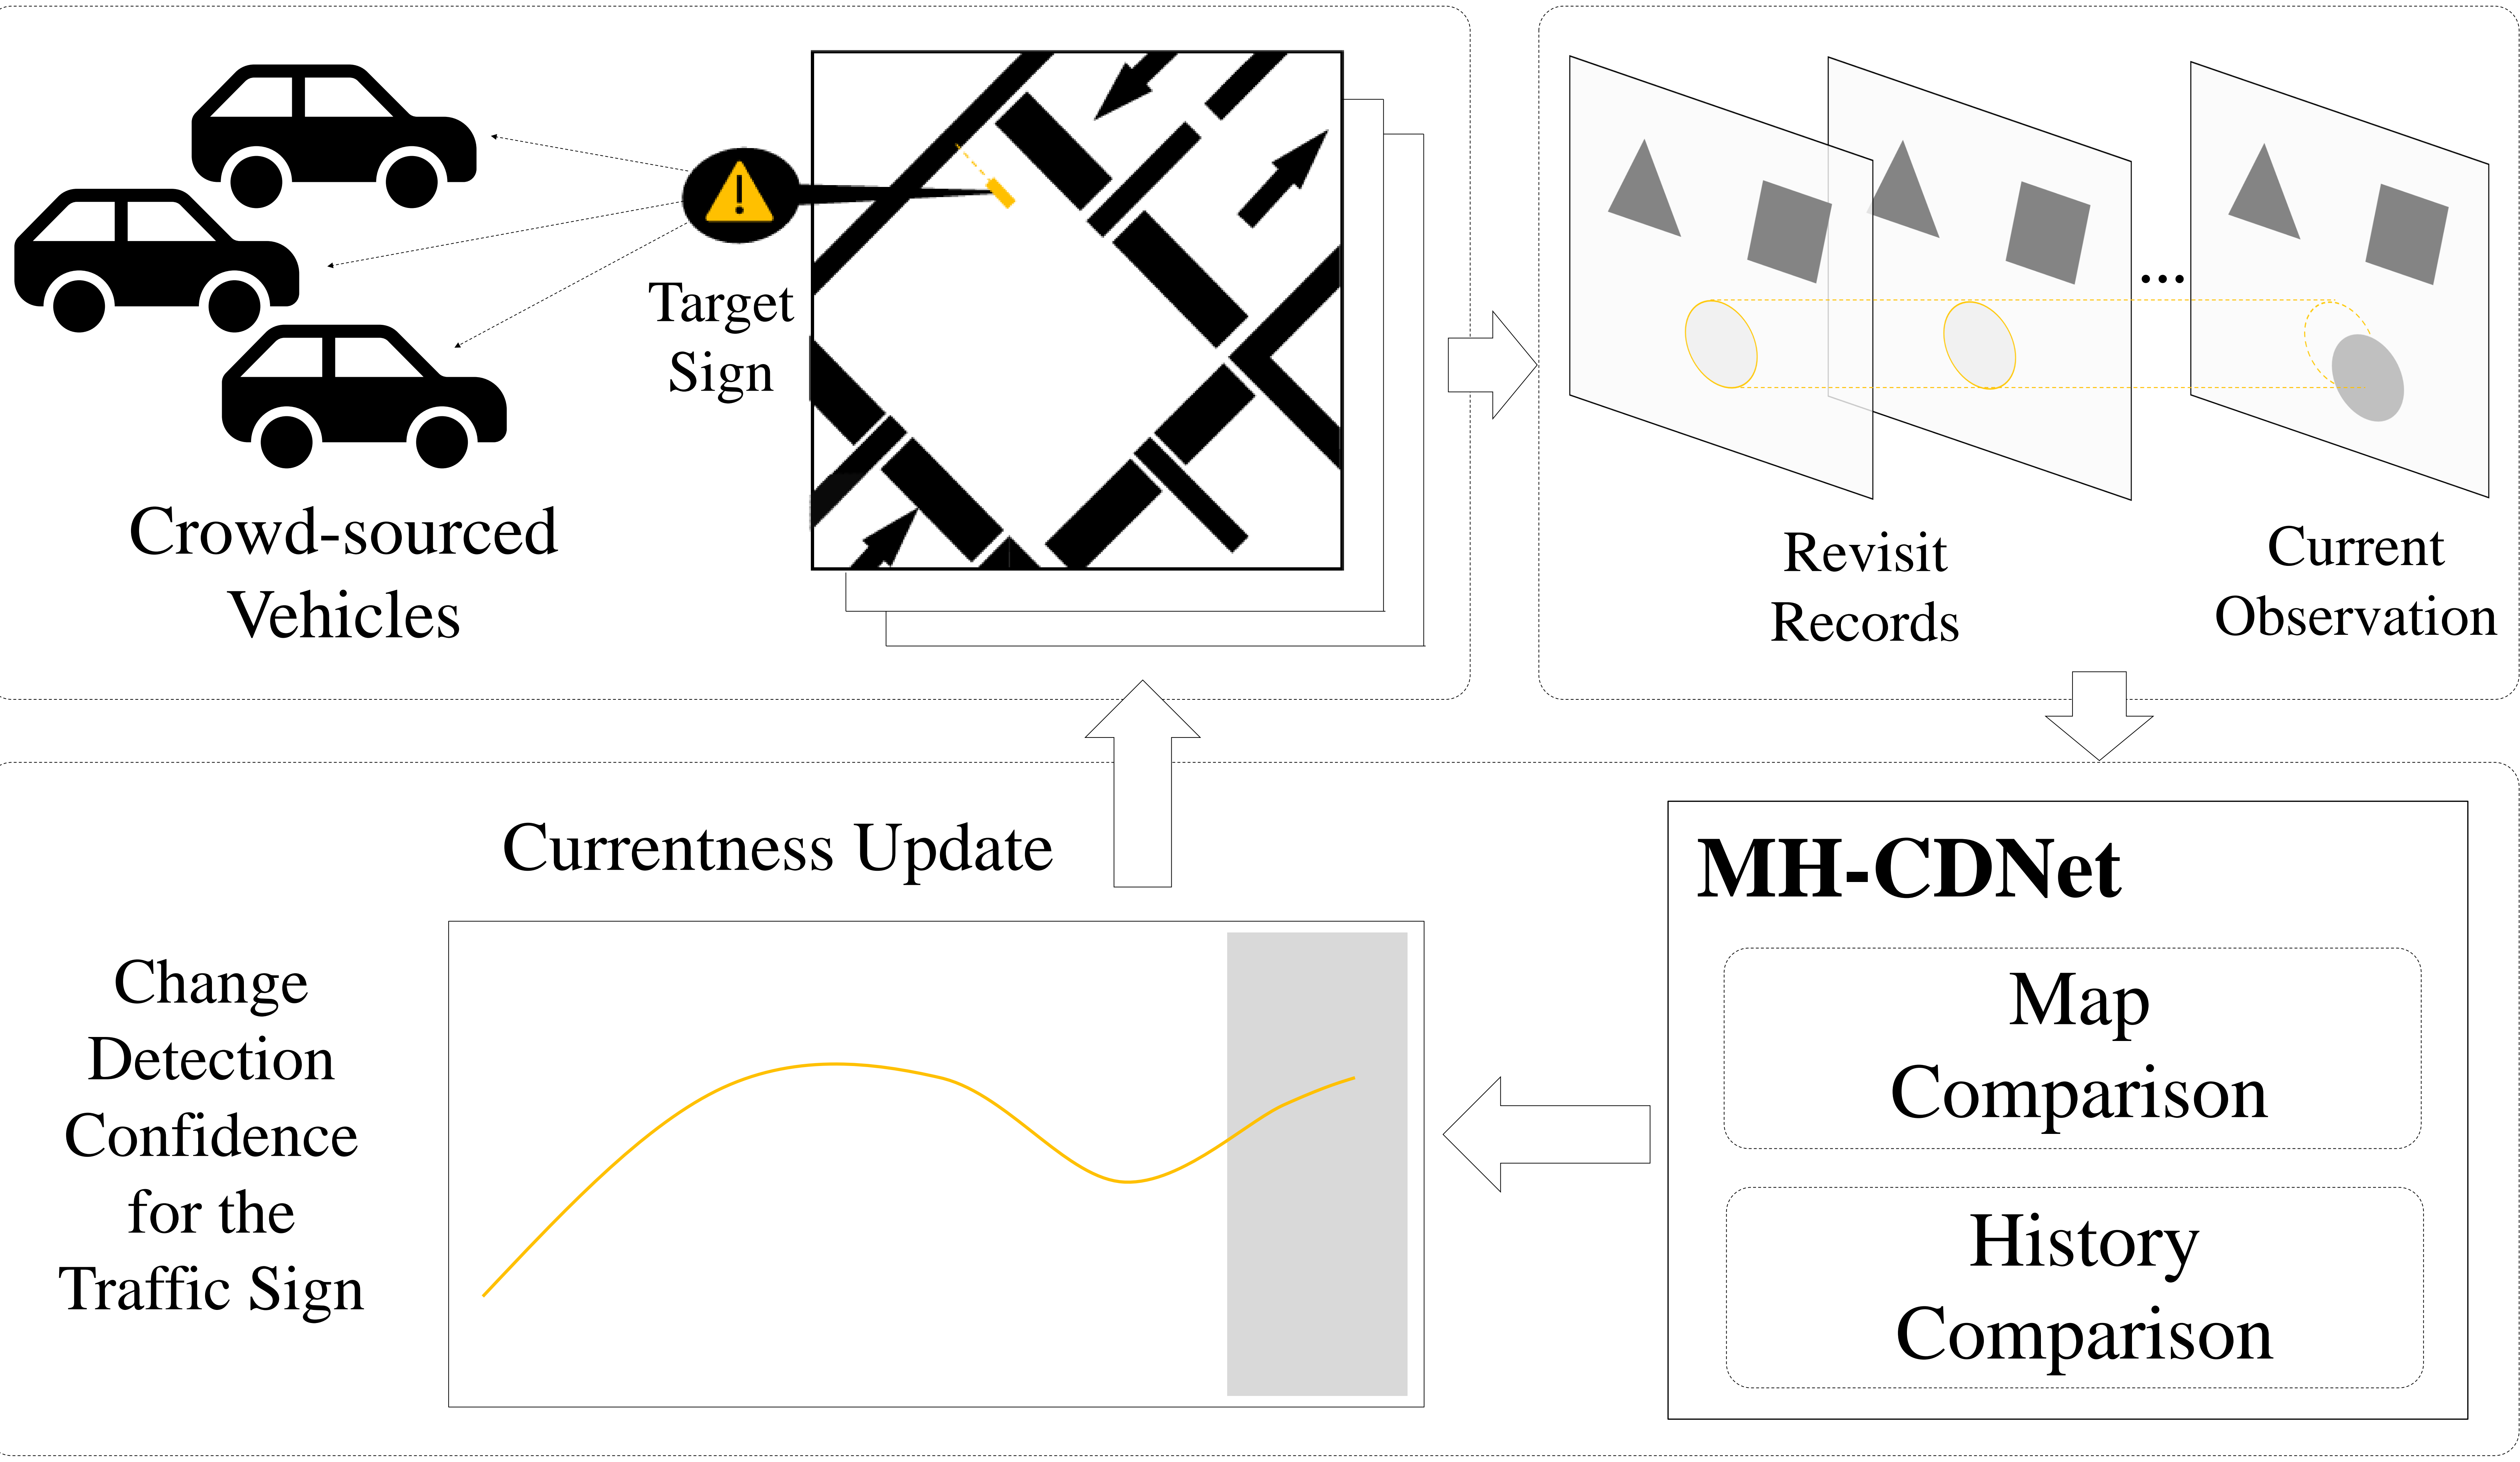 Target
Sign
Crowd-sourced
Vehicles
...
Revisit
Records
Current
Observation
Currentness Update
Change
Detection
Confidence
for the
Traffic Sign
MH-CDNet
Map
Comparison
History
Comparison